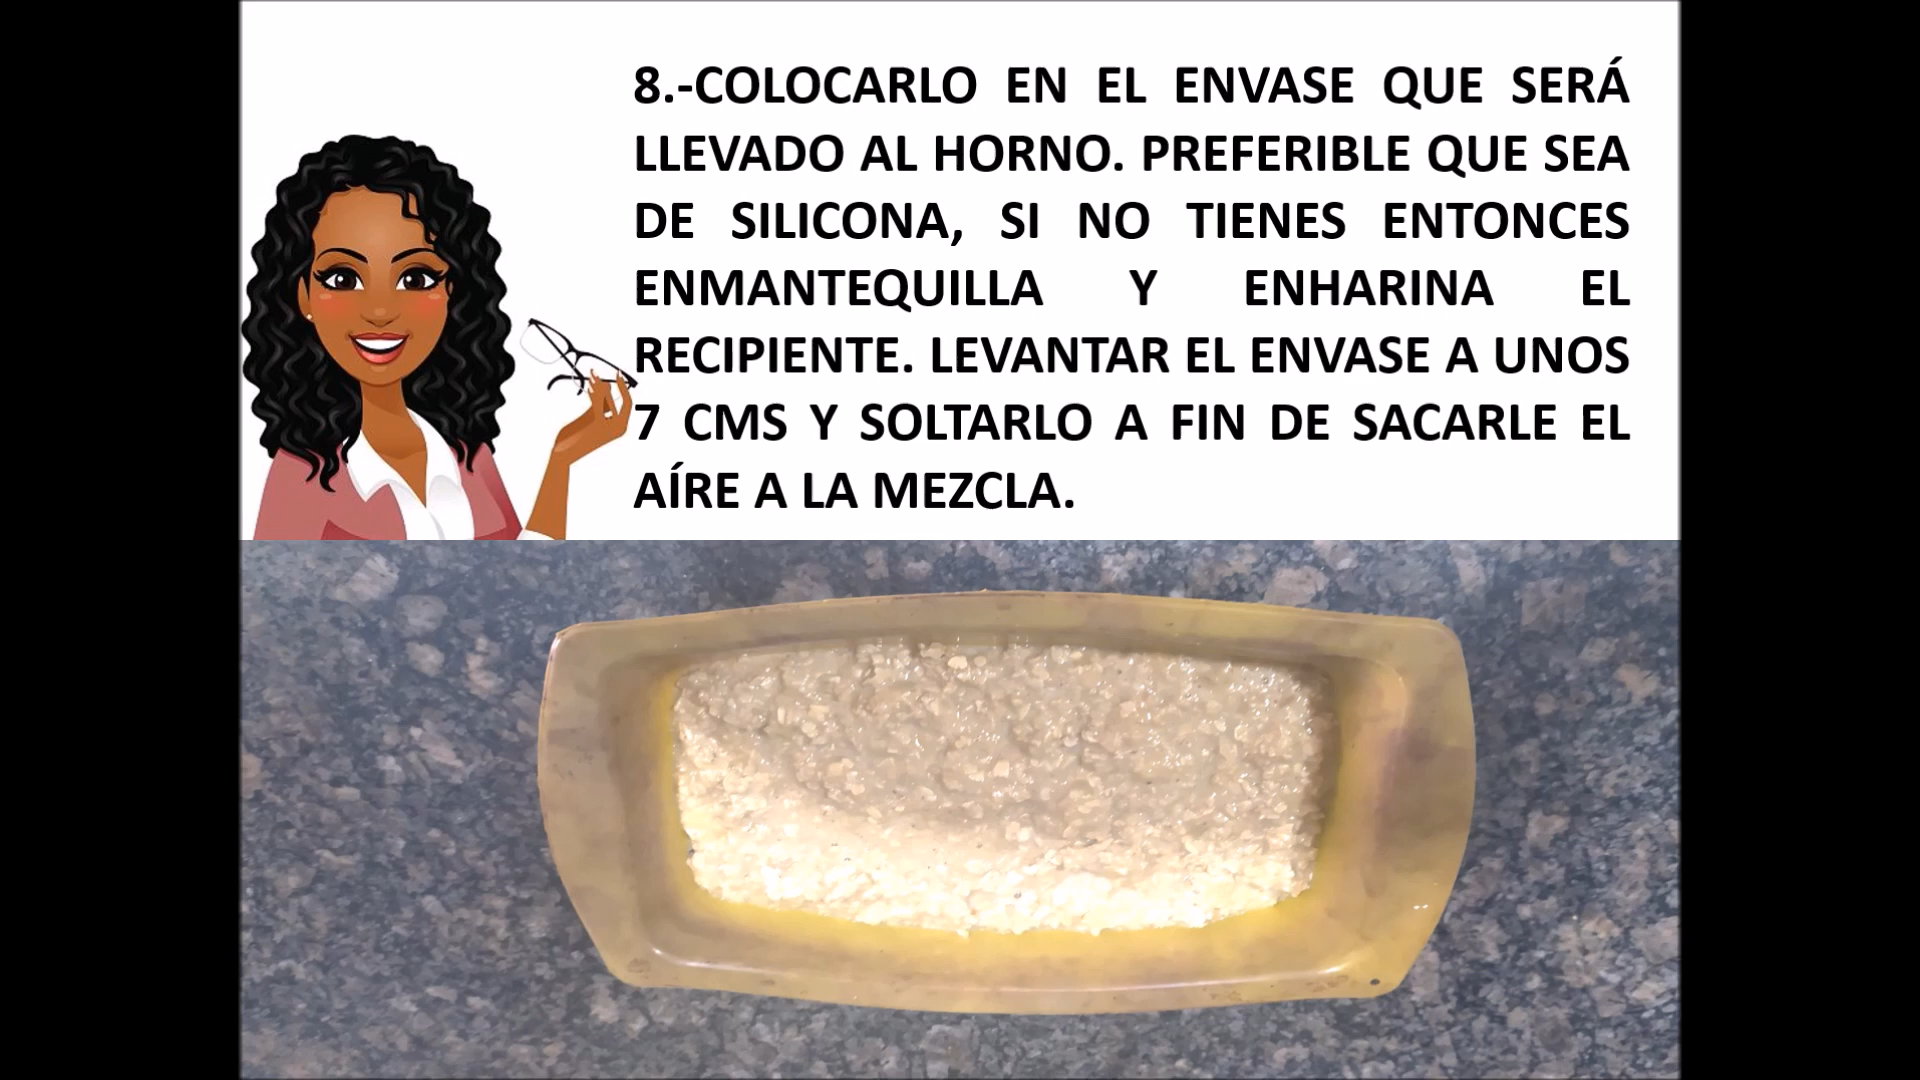 8.-COLOCARLO EN EL ENVASE QUE SERÁ
LLEVADO AL HORNO. PREFERIBLE QUE SEA
DE SILICONA, SI NO TIENES ENTONCES
ENMANTEQUILLA Y ENHARINA EL
RECIPIENTE. LEVANTAR EL ENVASE A UNOS
7 CMS Y SOLTARLO A FIN DE SACARLE EL
AÍRE A LA MEZCLA.